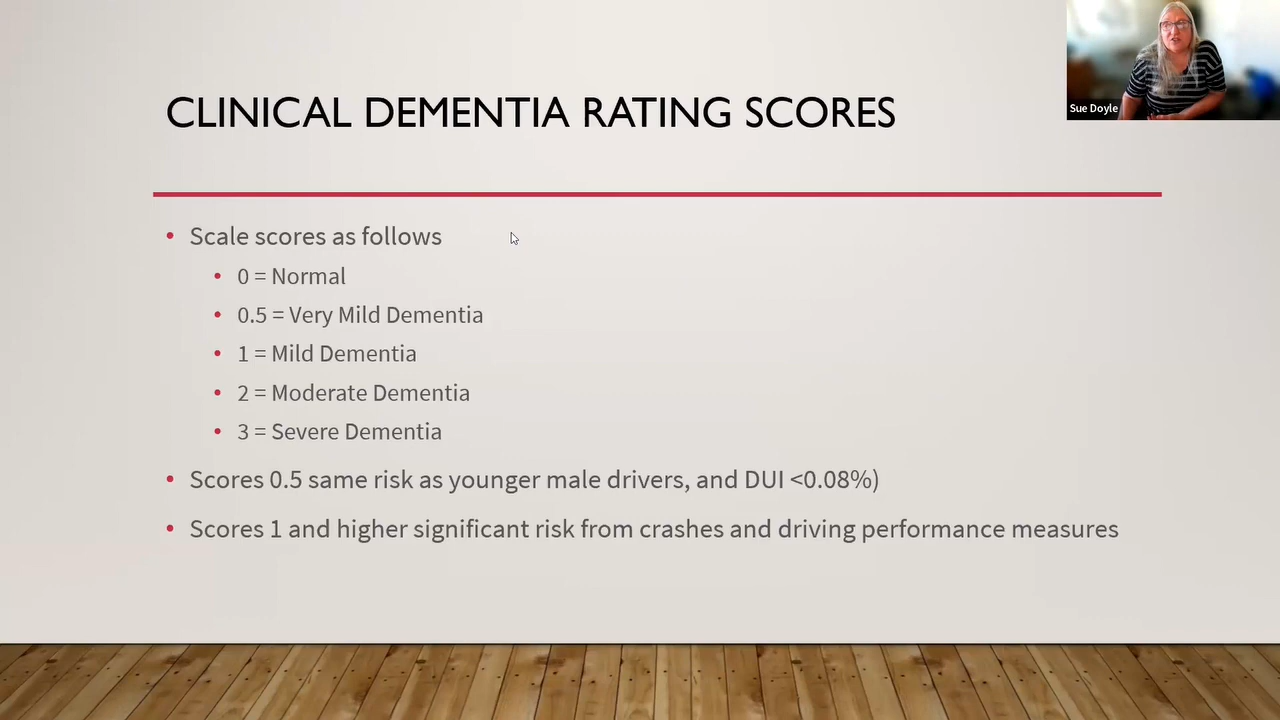 CLINICAL DEMENTIA RATING SCORES
Sue Doyle
• Scale scores as follows
• 0 = Normal
• 0.5 = Very Mild Dementia
• 1 = Mild Dementia
• 2 = Moderate Dementia
• 3 = Severe Dementia
• Scores 0.5 same risk as younger male drivers, and DUI <0.08%)
• Scores 1 and higher significant risk from crashes and driving performance measures